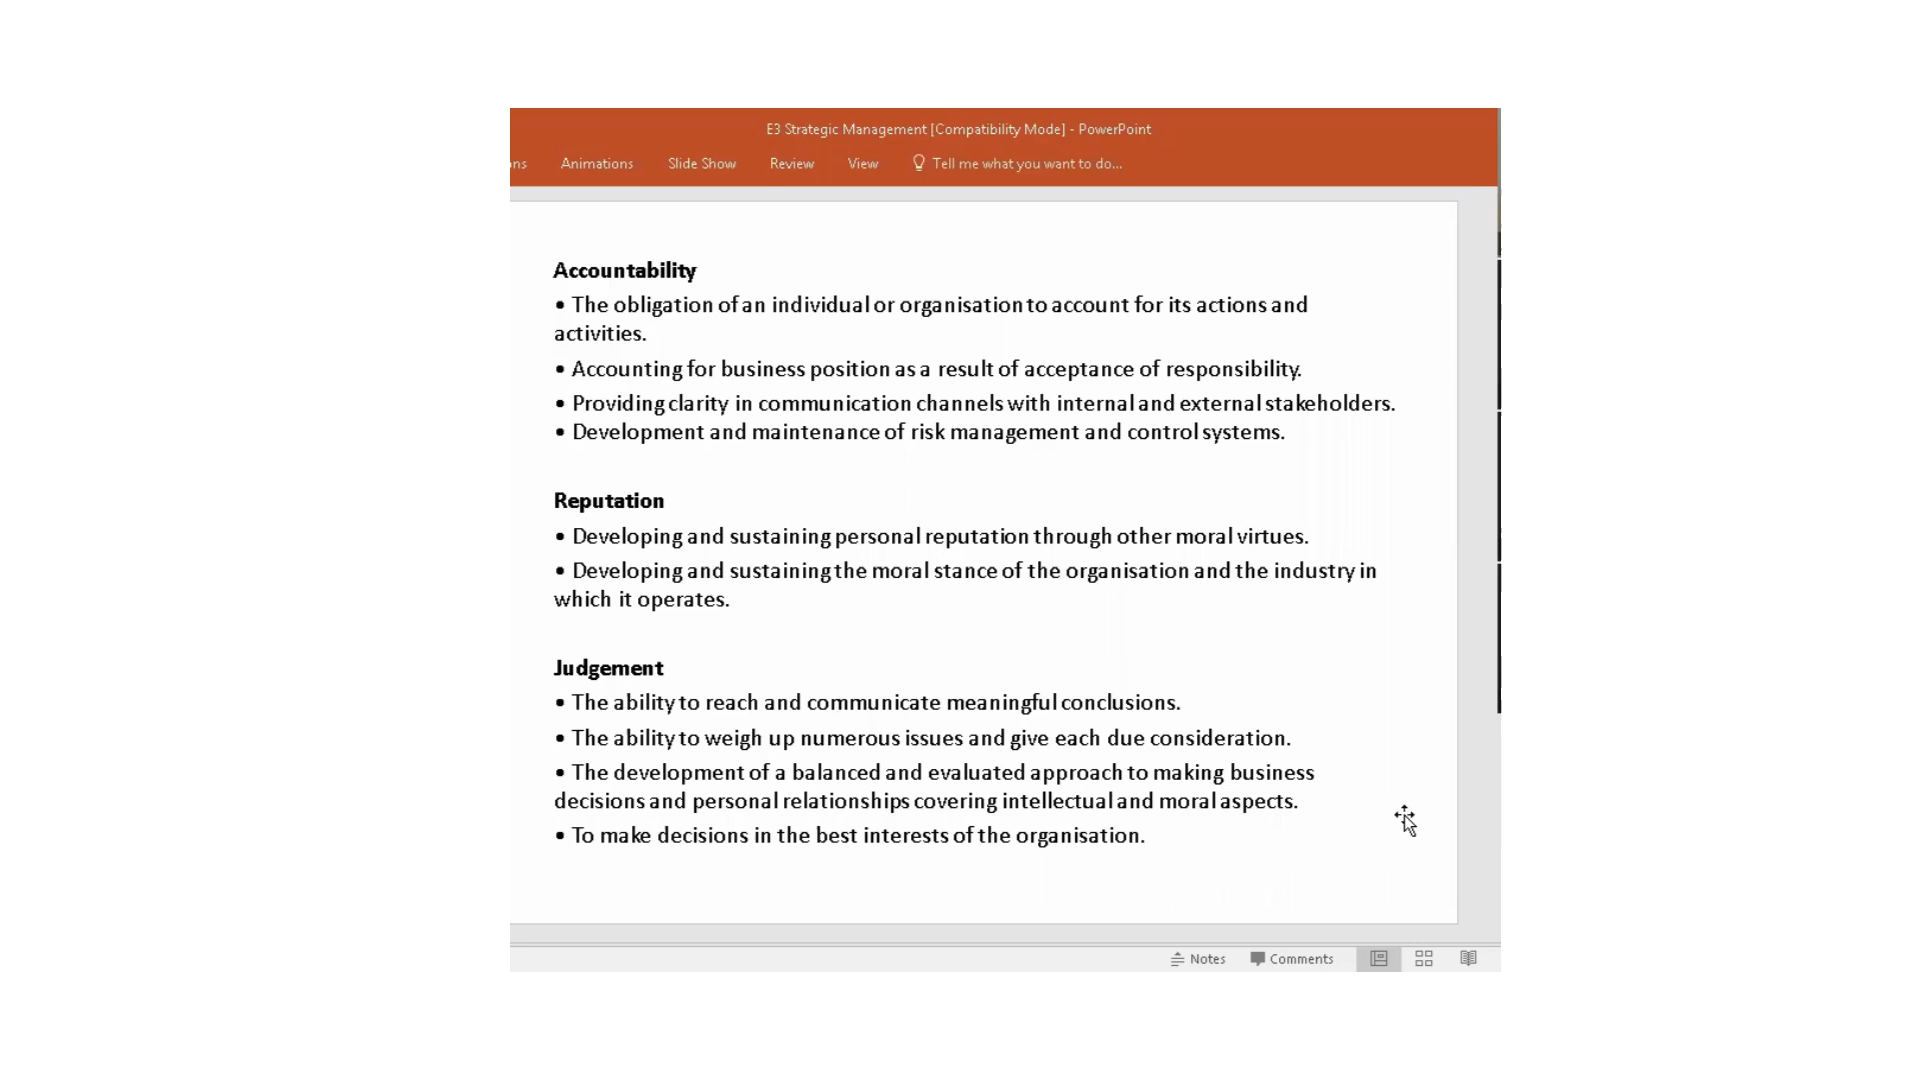 E3 Strategic Management [Compatibility Mode] - PowerPoint
ns Animations Slide Show Review View Tell me what you want to do...
Accountability
• The obligation of an individual or organisation to account for its actions and
activities.
• Accounting for business position as a result of acceptance of responsibility.
• Providing clarity in communication channels with internal and external stakeholders.
• Development and maintenance of risk management and control systems.
Reputation
• Developing and sustaining personal reputation through other moral virtues.
• Developing and sustaining the moral stance of the organisation and the industry in
which it operates.
Judgement
• The ability to reach and communicate meaningful conclusions.
• The ability to weigh up numerous issues and give each due consideration.
• The development of a balanced and evaluated approach to making business
decisions and personal relationships covering intellectual and moral aspects.
• To make decisions in the best interests of the organisation.
Notes Comments